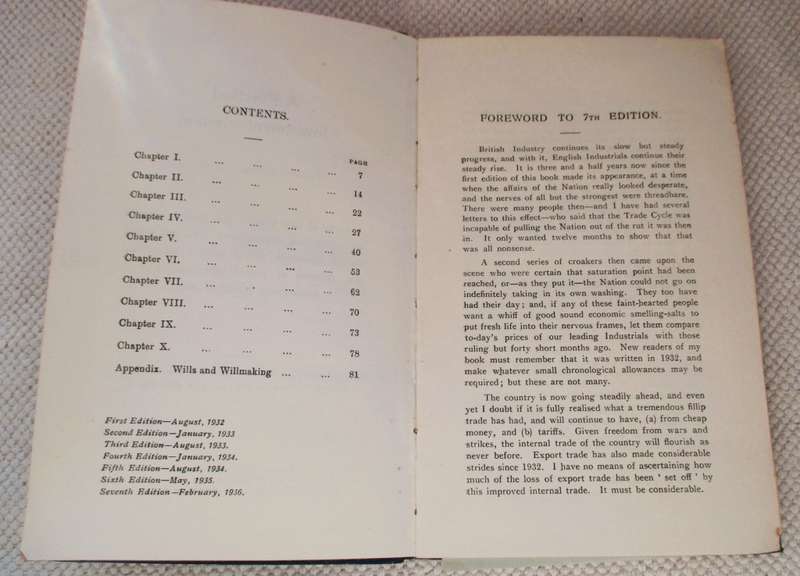 CONTENTS.
PAGE
Chapter I. ... ... ... ... 7
Chapter II. ... ... ... 14
Chapter III. ... ... ... 22
Chapter IV. ... ... ... 27
Chapter V. ... ... ... 40
Chapter VI. ... ... ... 53
Chapter VII. ... ... ... 62
Chapter VIII. ... ... ... 70
Chapter IX. ... ... ... 73
Chapter X. ... ... ... 78
Appendix. Wills and Willmaking ... ... 81
First Edition—August, 1932
Second Edition—January, 1933
Third Edition—August, 1933.
Fourth Edition—January, 1934.
Fifth Edition—August, 1934.
Sixth Edition—May, 1935.
Seventh Edition—February, 1936.
FOREWORD TO 7TH EDITION.
British Industry continues its slow but steady
progress, and with it, English Industrials continue their
steady rise. It is three and a half years now since the
first edition of this book made its appearance, at a time
when the affairs of the Nation really looked desperate,
and the nerves of all but the strongest were threadbare.
There were many people then—and I have had several
letters to this effect—who said that the Trade Cycle was
incapable of pulling the Nation out of the rut it was then
in. It only wanted twelve months to show that that
was all nonsense.
A second series of croakers then came upon the
scene who were certain that saturation point had been
reached, or—as they put it—the Nation could not go on
indefinitely taking in its own washing. They too have
had their day; and, if any of these faint-hearted people
want a whiff of good sound economic smelling-salts to
put fresh life into their nervous frames, let them compare
to-day's prices of our leading Industrials with those
ruling but forty short months ago. New readers of my
book must remember that it was written in 1932, and
make whatever small chronological allowances may be
required; but these are not many.
The country is now going steadily ahead, and even
yet I doubt if it is fully realised what a tremendous fillip
trade has had, and will continue to have, (a) from cheap
money, and (b) tariffs. Given freedom from wars and
strikes, the internal trade of the country will flourish as
never before. Export trade has also made considerable
strides since 1932. I have no means of ascertaining how
much of the loss of export trade has been ' set off ' by
this improved internal trade. It must be considerable.